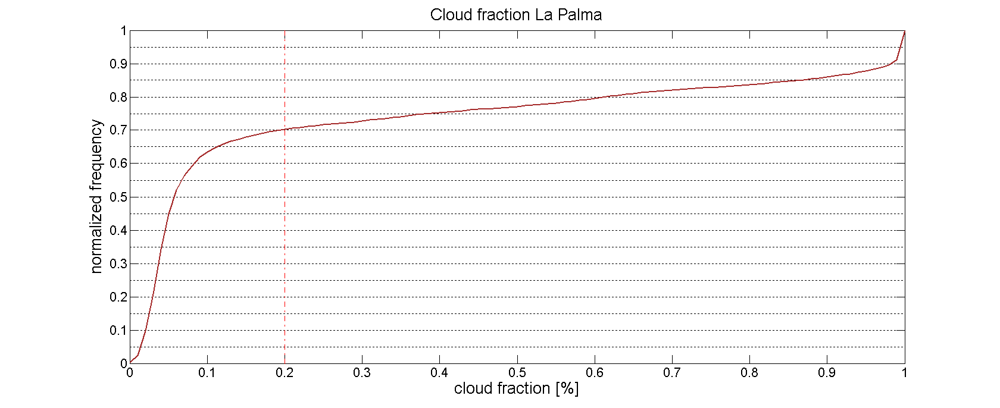 Cloud fraction La Palma
1
0.9
0.8
0.7
0.6
0.5
0.4
0.3
0.2
0.1
0
normalized frequency
0 0.1 0.2 0.3 0.4 0.5 0.6 0.7 0.8 0.9 1
cloud fraction [%]